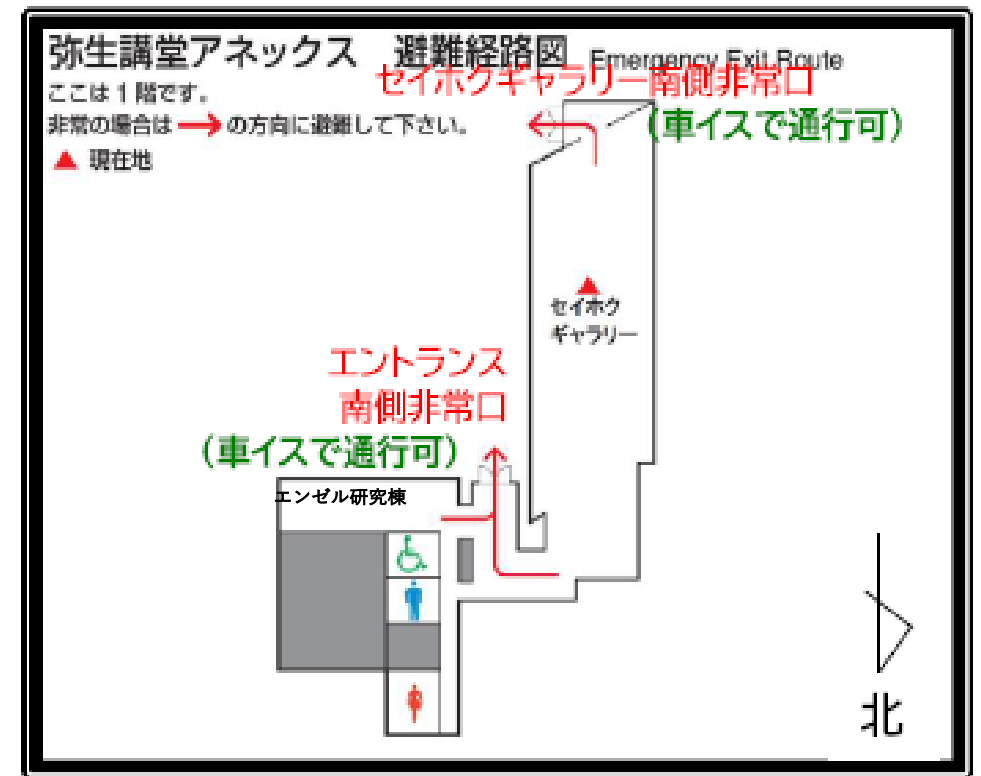 弥生講堂アネックス 避難経路図 Emergency Exit Route
セイホクギャラリー南側非常口
ここは1階です。
(車イスで通行可)
非常の場合は→の方向に避難して下さい。
▲ 現在地
セイホク
ギャラリー
エントランス
南側非常口
(車イスで通行可)
エンゼル研究棟
北